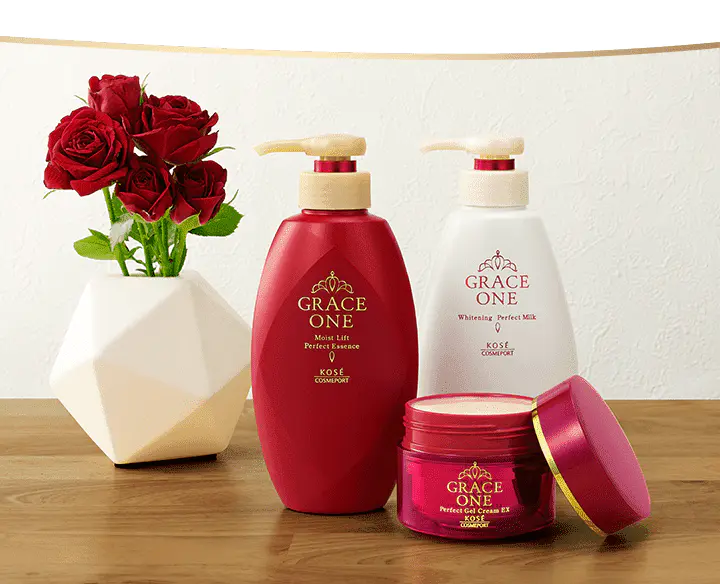 GRACE
ONE
Moist Lift
Perfect Essence
KOSÉ
COSMEPORT
GRACE
ONE
Whitening Perfect Milk
KOSÉ
COSMEPORT
GRACE
ONE
Perfect Gel Cream EX
KOSÉ
COSMEPORT